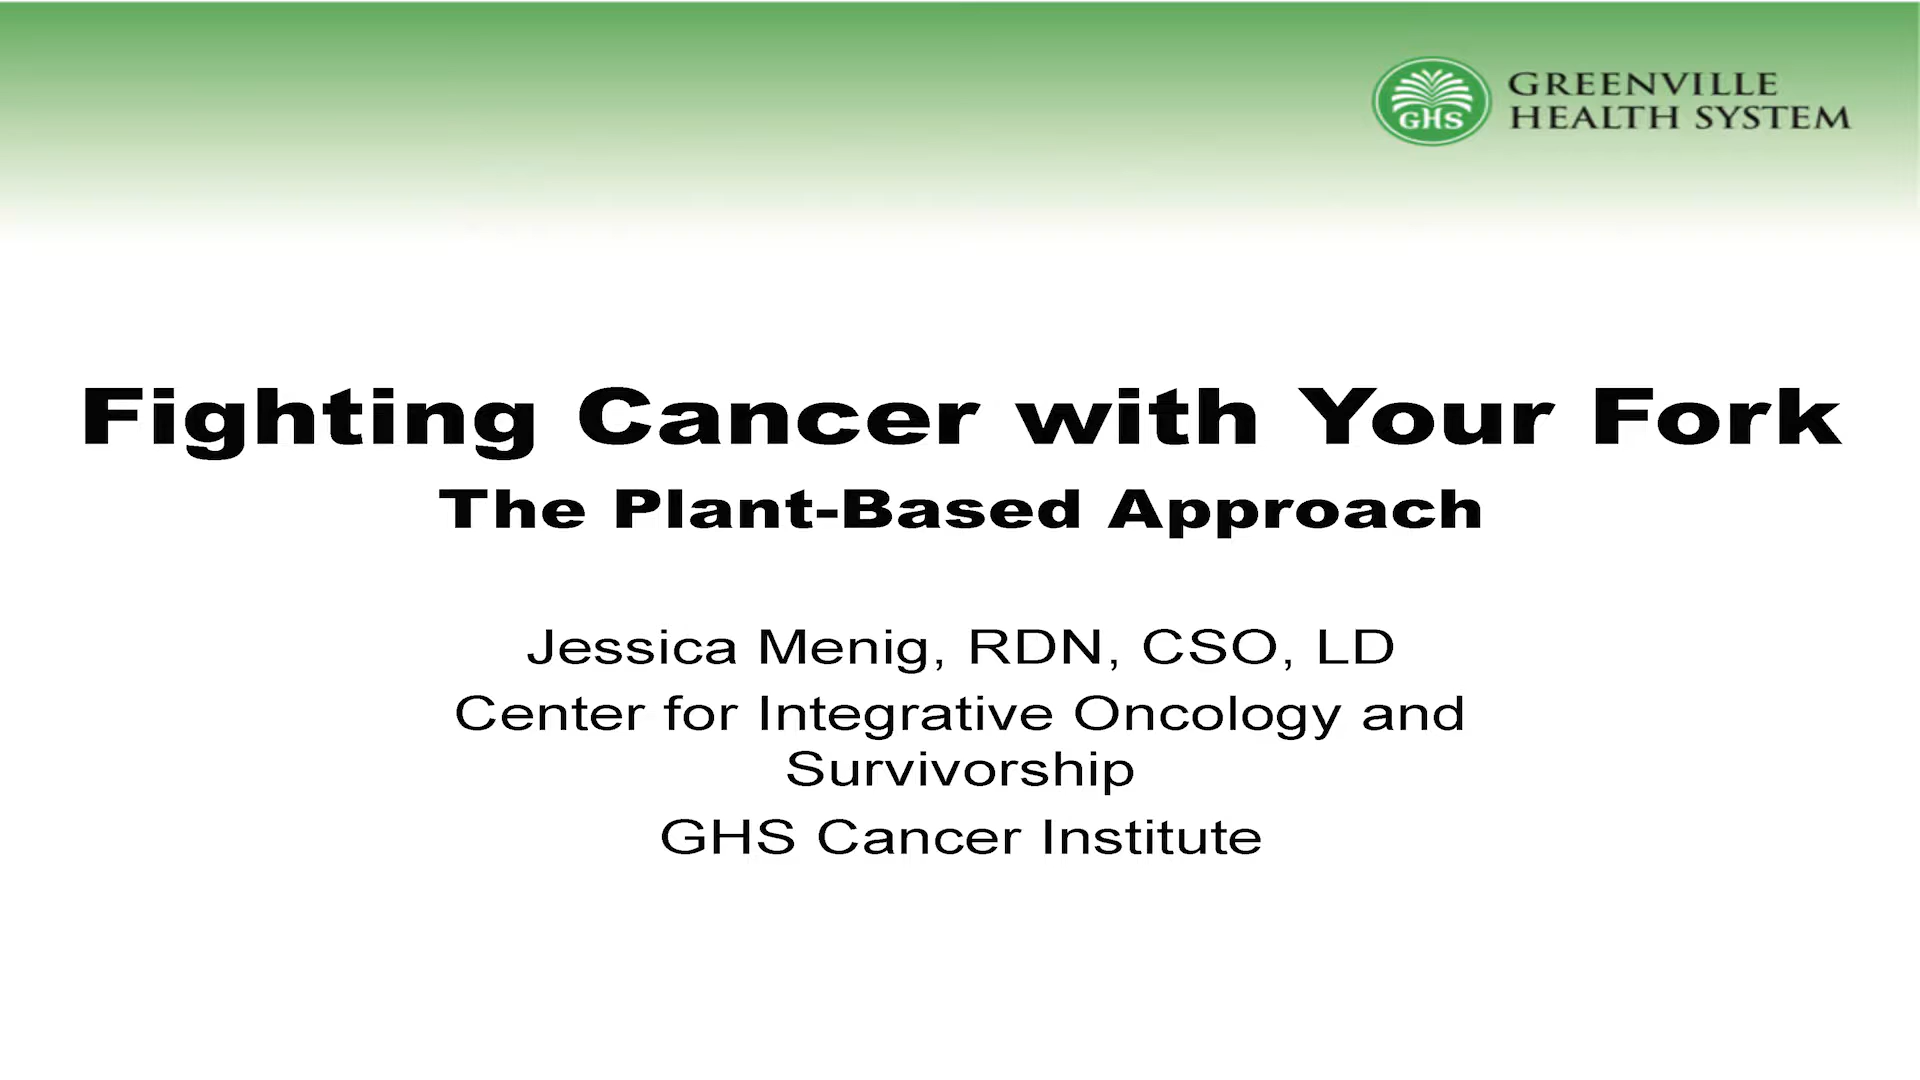 GHS
GREENVILLE
HEALTH SYSTEM
Fighting Cancer with Your Fork
The Plant-Based Approach
Jessica Menig, RDN, CSO, LD
Center for Integrative Oncology and
Survivorship
GHS Cancer Institute